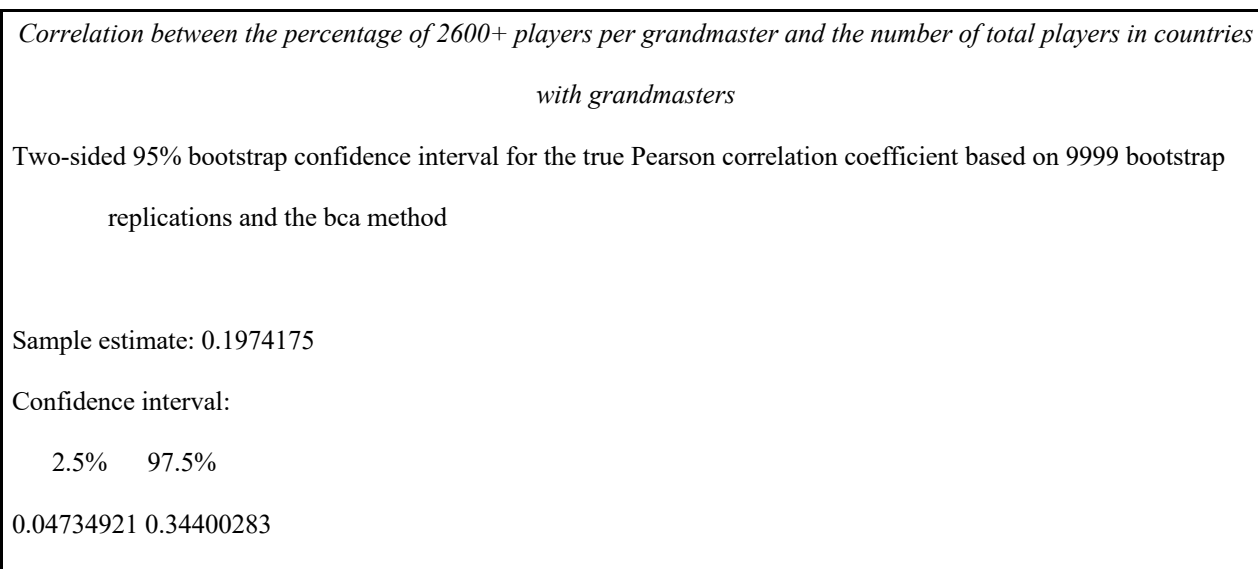 Correlation between the percentage of 2600+ players per grandmaster and the number of total players in countries
with grandmasters
Two-sided 95% bootstrap confidence interval for the true Pearson correlation coefficient based on 9999 bootstrap
replications and the bca method
Sample estimate: 0.1974175
Confidence interval:
2.5% 97.5%
0.04734921 0.34400283